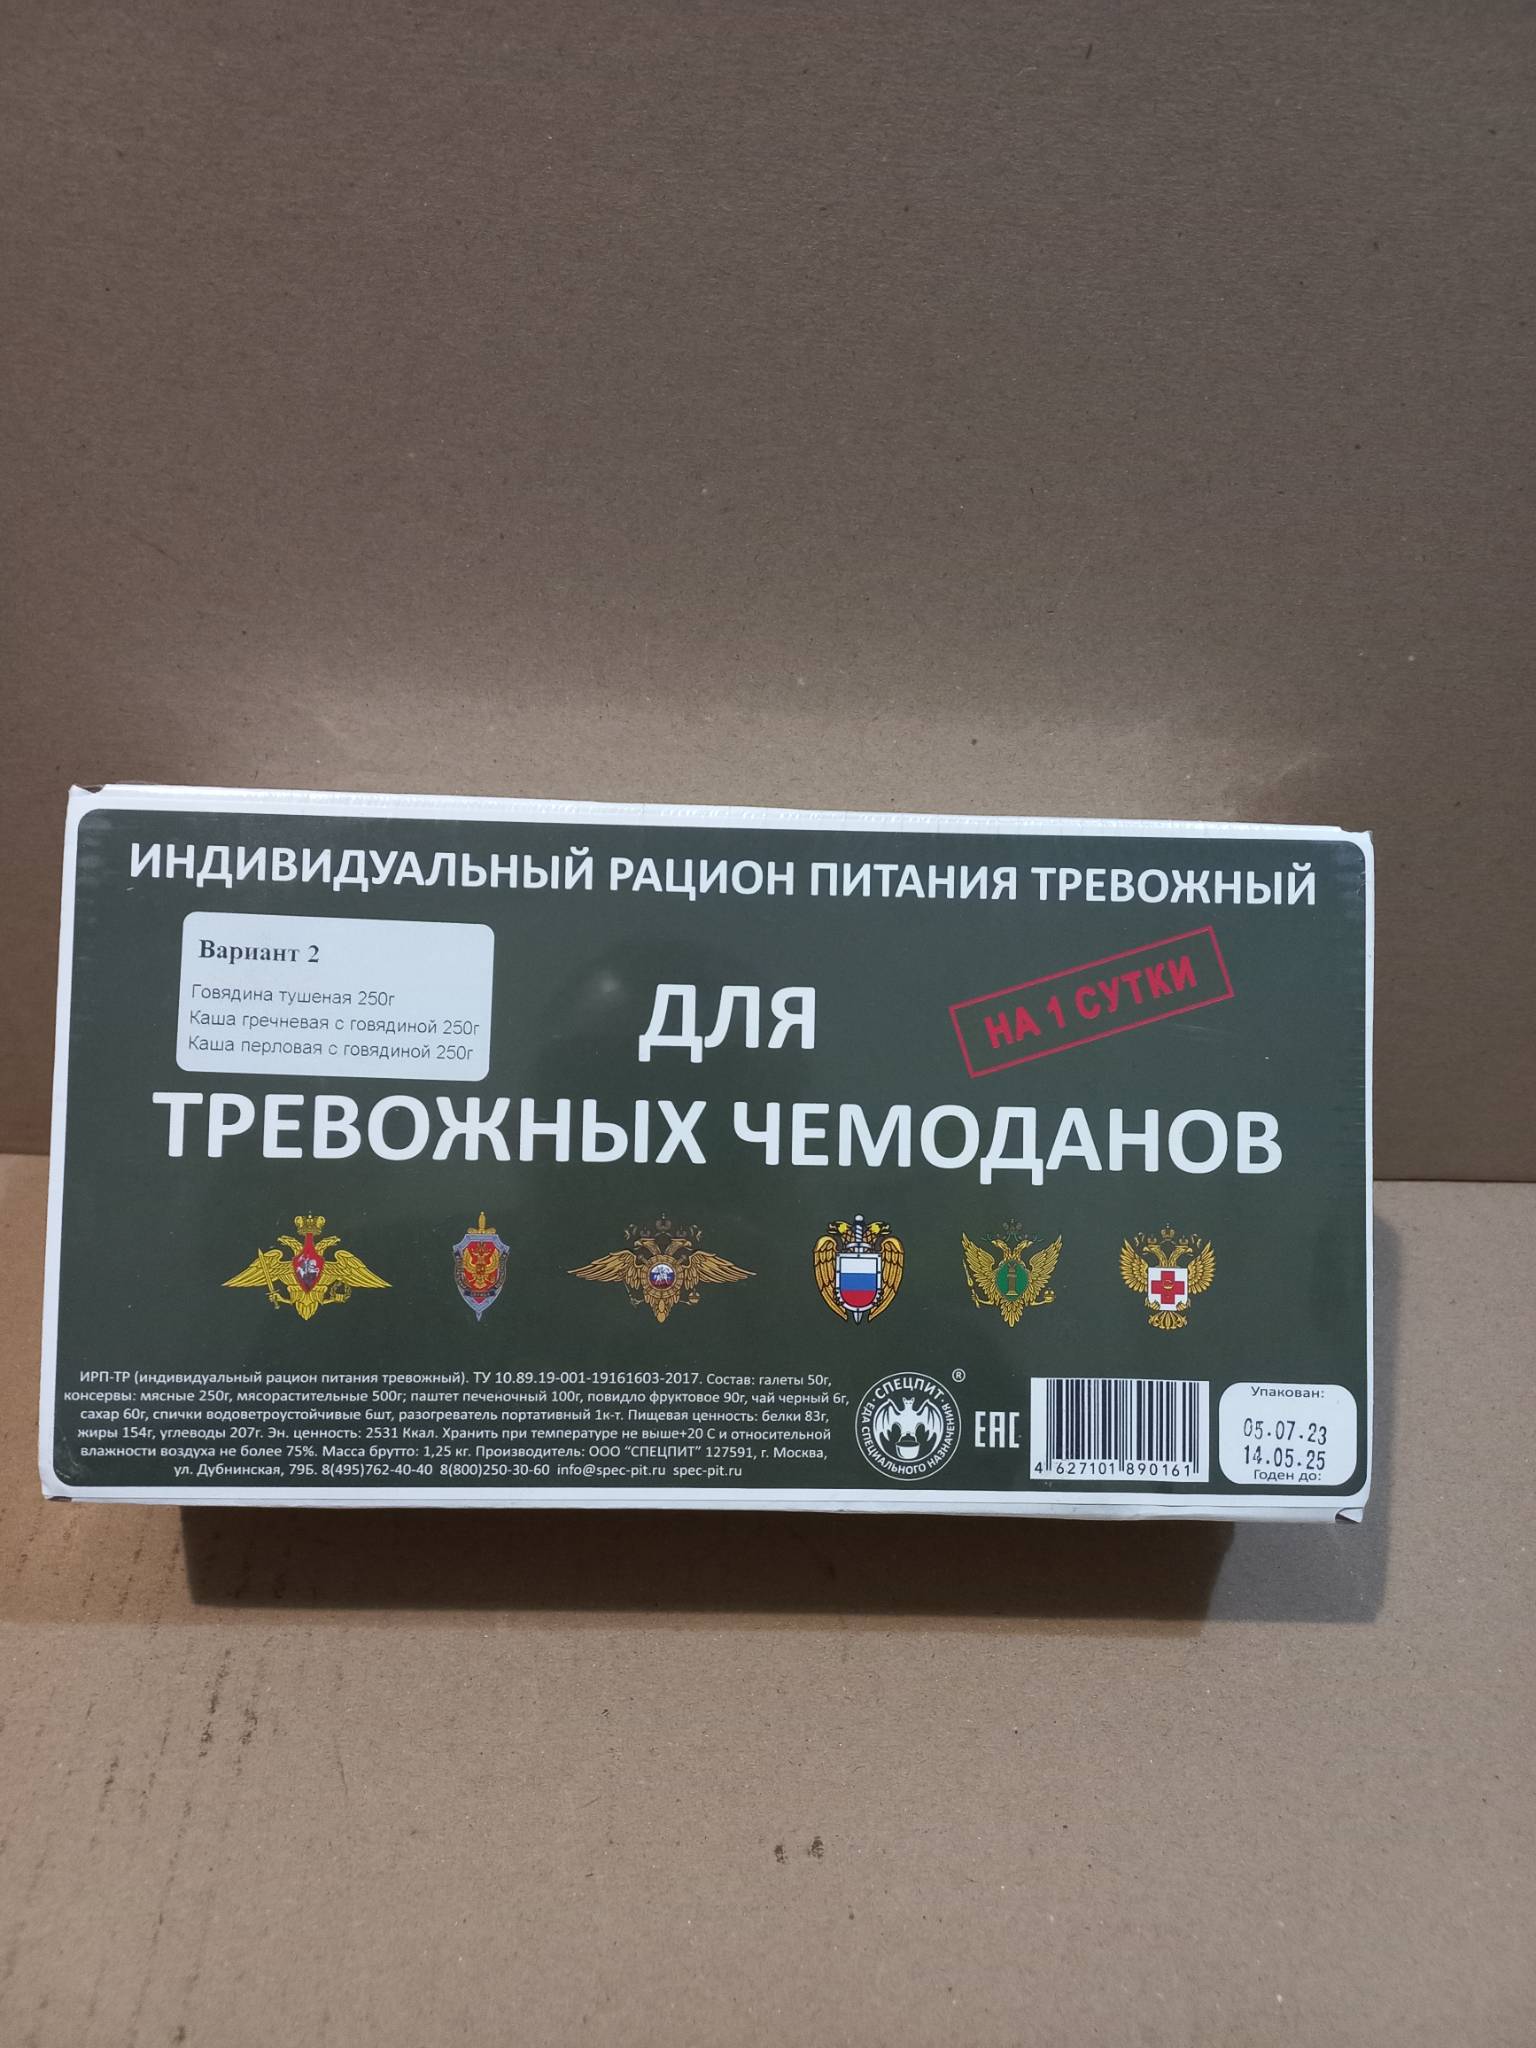 ИНДИВИДУАЛЬНЫЙ РАЦИОН ПИТАНИЯ ТРЕВОЖНЫЙ
Вариант 2
Говядина тушеная 250г
Каша гречневая с говядиной 250г
Каша перловая с говядиной 250г
ДЛЯ
НА 1 СУТКИ
ТРЕВОЖНЫХ ЧЕМОДАНОВ
ИРП-ТР (индивидуальный рацион питания тревожный). ТУ 10.89.19-001-19161603-2017. Состав: галеты 50г,
консервы: мясные 250г, мясорастительные 500г; паштет печеночный 100г, повидло фруктовое 90г, чай черный 6г,
сахар 60г, спички водоветроустойчивые 6шт, разогреватель портативный 1к-т. Пищевая ценность: белки 83г,
жиры 154г, углеводы 207г. Эн. ценность: 2531 Ккал. Хранить при температуре не выше+20 С и относительной
влажности воздуха не более 75%. Масса брутто: 1,25 кг. Производитель: ООО “СПЕЦПИТ” 127591, г. Москва,
ул. Дубнинская, 79Б. 8(495)762-40-40 8(800)250-30-60 info@spec-pit.ru spec-pit.ru
·СПЕЦПИТ· ®
ЕДА СПЕЦИАЛЬНОГО НАЗНАЧЕНИЯ
EAC
4 627101 890161
Упакован:
05.07.23
14.05.25
Годен до: